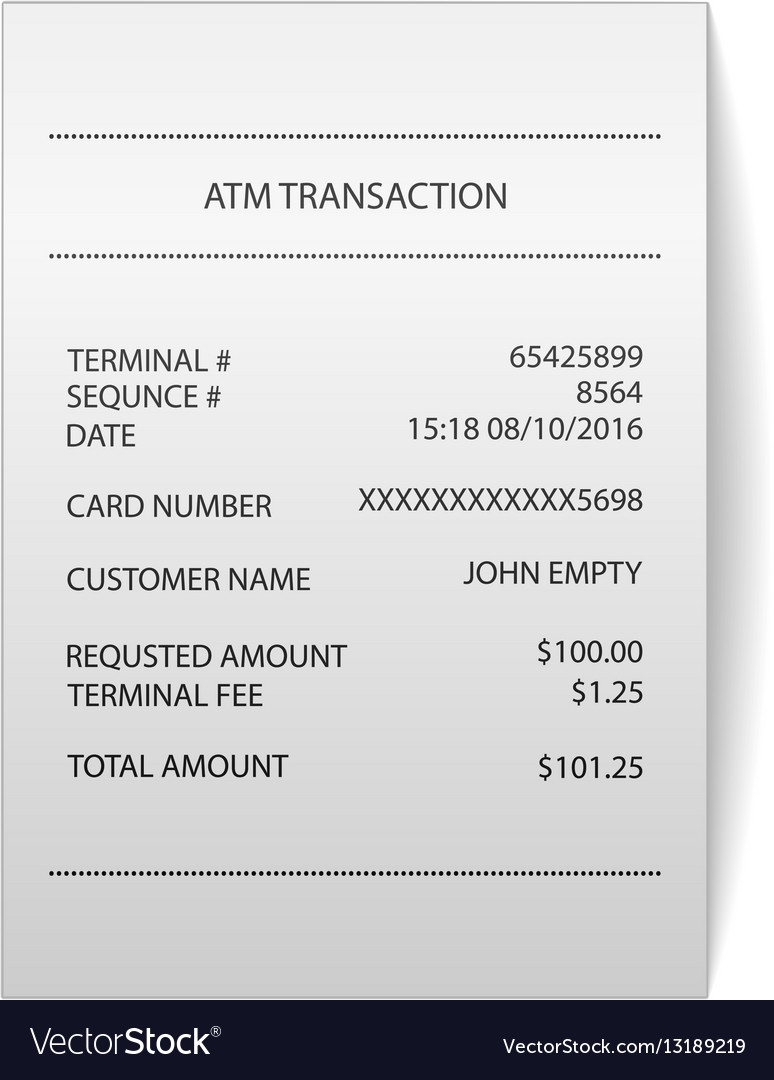 ATM TRANSACTION
TERMINAL # 65425899
SEQUNCE # 8564
DATE 15:18 08/10/2016
CARD NUMBER XXXXXXXXXXXX5698
CUSTOMER NAME JOHN EMPTY
REQUSTED AMOUNT $100.00
TERMINAL FEE $1.25
TOTAL AMOUNT $101.25
VectorStock® VectorStock.com/13189219